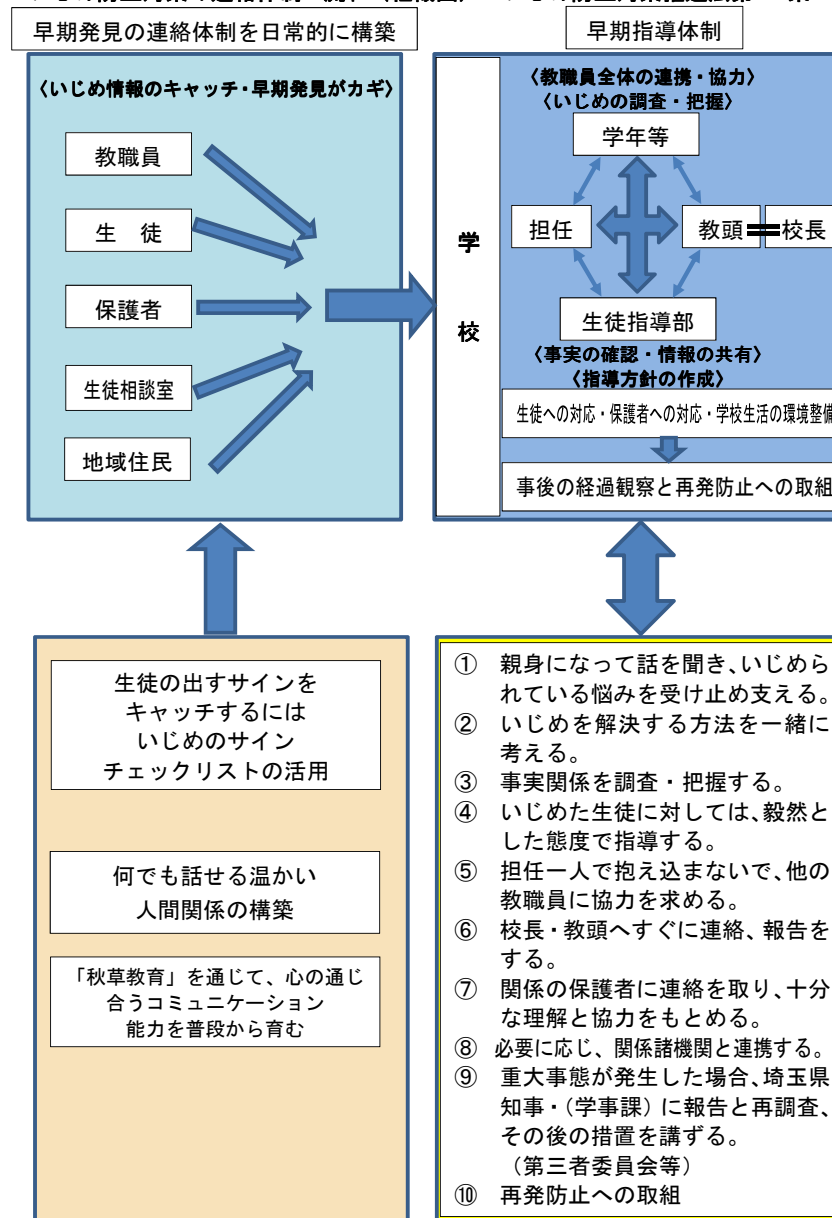 早期発見の連絡体制を日常的に構築
〈いじめ情報のキャッチ・早期発見がカギ〉
教職員
生　徒
保護者
生徒相談室
地域住民
早期指導体制
〈教職員全体の連携・協力〉
〈いじめの調査・把握〉
学年等
担任
教頭
校長
生徒指導部
学
校
〈事実の確認・情報の共有〉
〈指導方針の作成〉
生徒への対応・保護者への対応・学校生活の環境整備
事後の経過観察と再発防止への取組
生徒の出すサインを
キャッチするには
いじめのサイン
チェックリストの活用
何でも話せる温かい
人間関係の構築
「秋草教育」を通じて、心の通じ
合うコミュニケーション
能力を普段から育む
①　親身になって話を聞き、いじめら
れている悩みを受け止め支える。
②　いじめを解決する方法を一緒に
考える。
③　事実関係を調査・把握する。
④　いじめた生徒に対しては、毅然と
した態度で指導する。
⑤　担任一人で抱え込まないで、他の
教職員に協力を求める。
⑥　校長・教頭へすぐに連絡、報告を
する。
⑦　関係の保護者に連絡を取り、十分
な理解と協力をもとめる。
⑧　必要に応じ、関係諸機関と連携する。
⑨　重大事態が発生した場合、埼玉県
知事・(学事課) に報告と再調査、
その後の措置を講ずる。
（第三者委員会等）
⑩　再発防止への取組